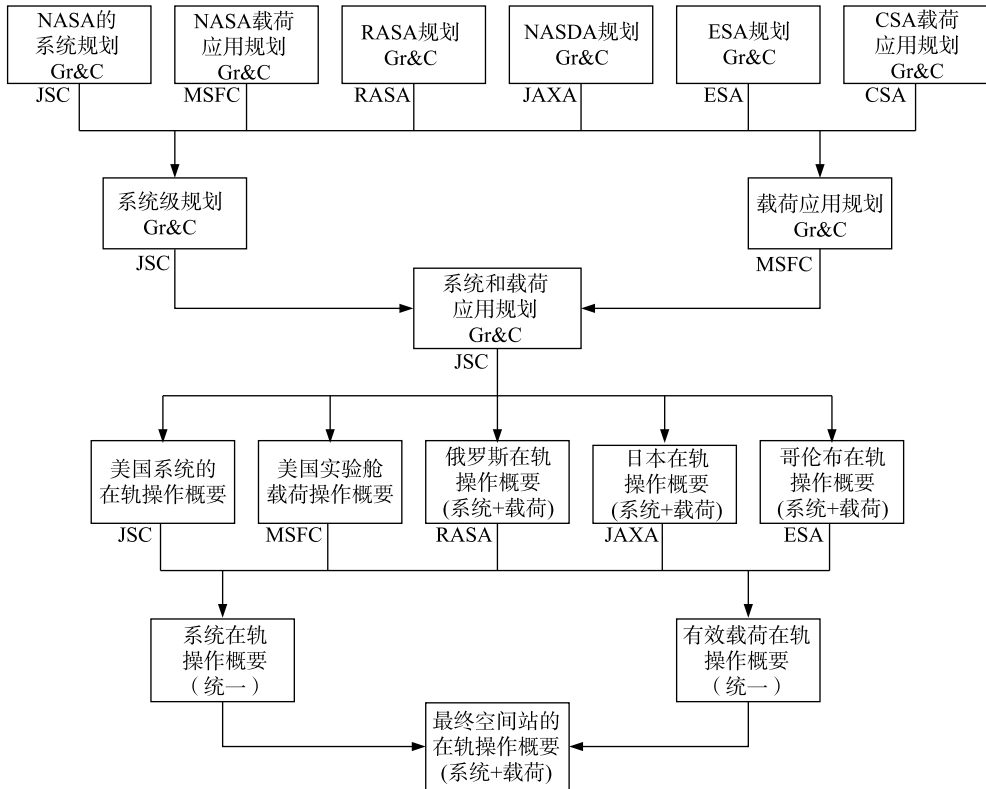 NASA的
系统规划
Gr&C
JSC
NASA载荷
应用规划
Gr&C
MSFC
RASA规划
Gr&C
RASA
NASDA规划
Gr&C
JAXA
ESA规划
Gr&C
ESA
CSA载荷
应用规划
Gr&C
CSA
系统级规划
Gr&C
JSC
载荷应用规划
Gr&C
MSFC
系统和载荷
应用规划
Gr&C
JSC
美国系统的
在轨操作概要
JSC
美国实验舱
载荷操作概要
MSFC
俄罗斯在轨
操作概要
(系统+载荷)
RASA
日本在轨
操作概要
(系统+载荷)
JAXA
哥伦布在轨
操作概要
(系统+载荷)
ESA
系统在轨
操作概要
（统一）
有效载荷在轨
操作概要
（统一）
最终空间站的
在轨操作概要
(系统+载荷)